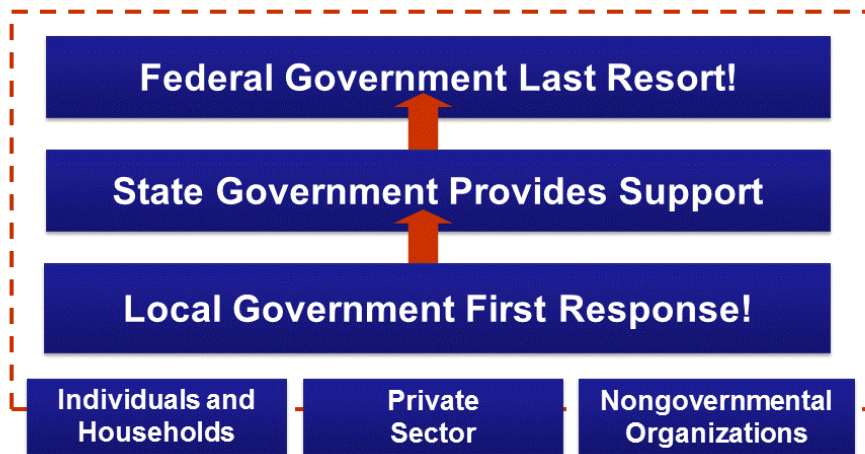 Federal Government Last Resort!
State Government Provides Support
Local Government First Response!
Individuals and
Households
Private
Sector
Nongovernmental
Organizations